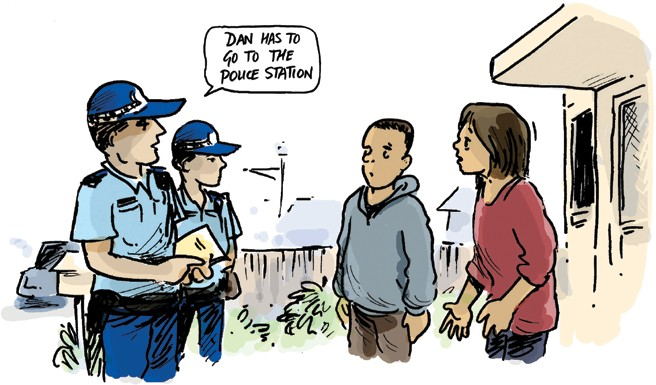 DAN HAS TO
GO TO THE
POLICE STATION